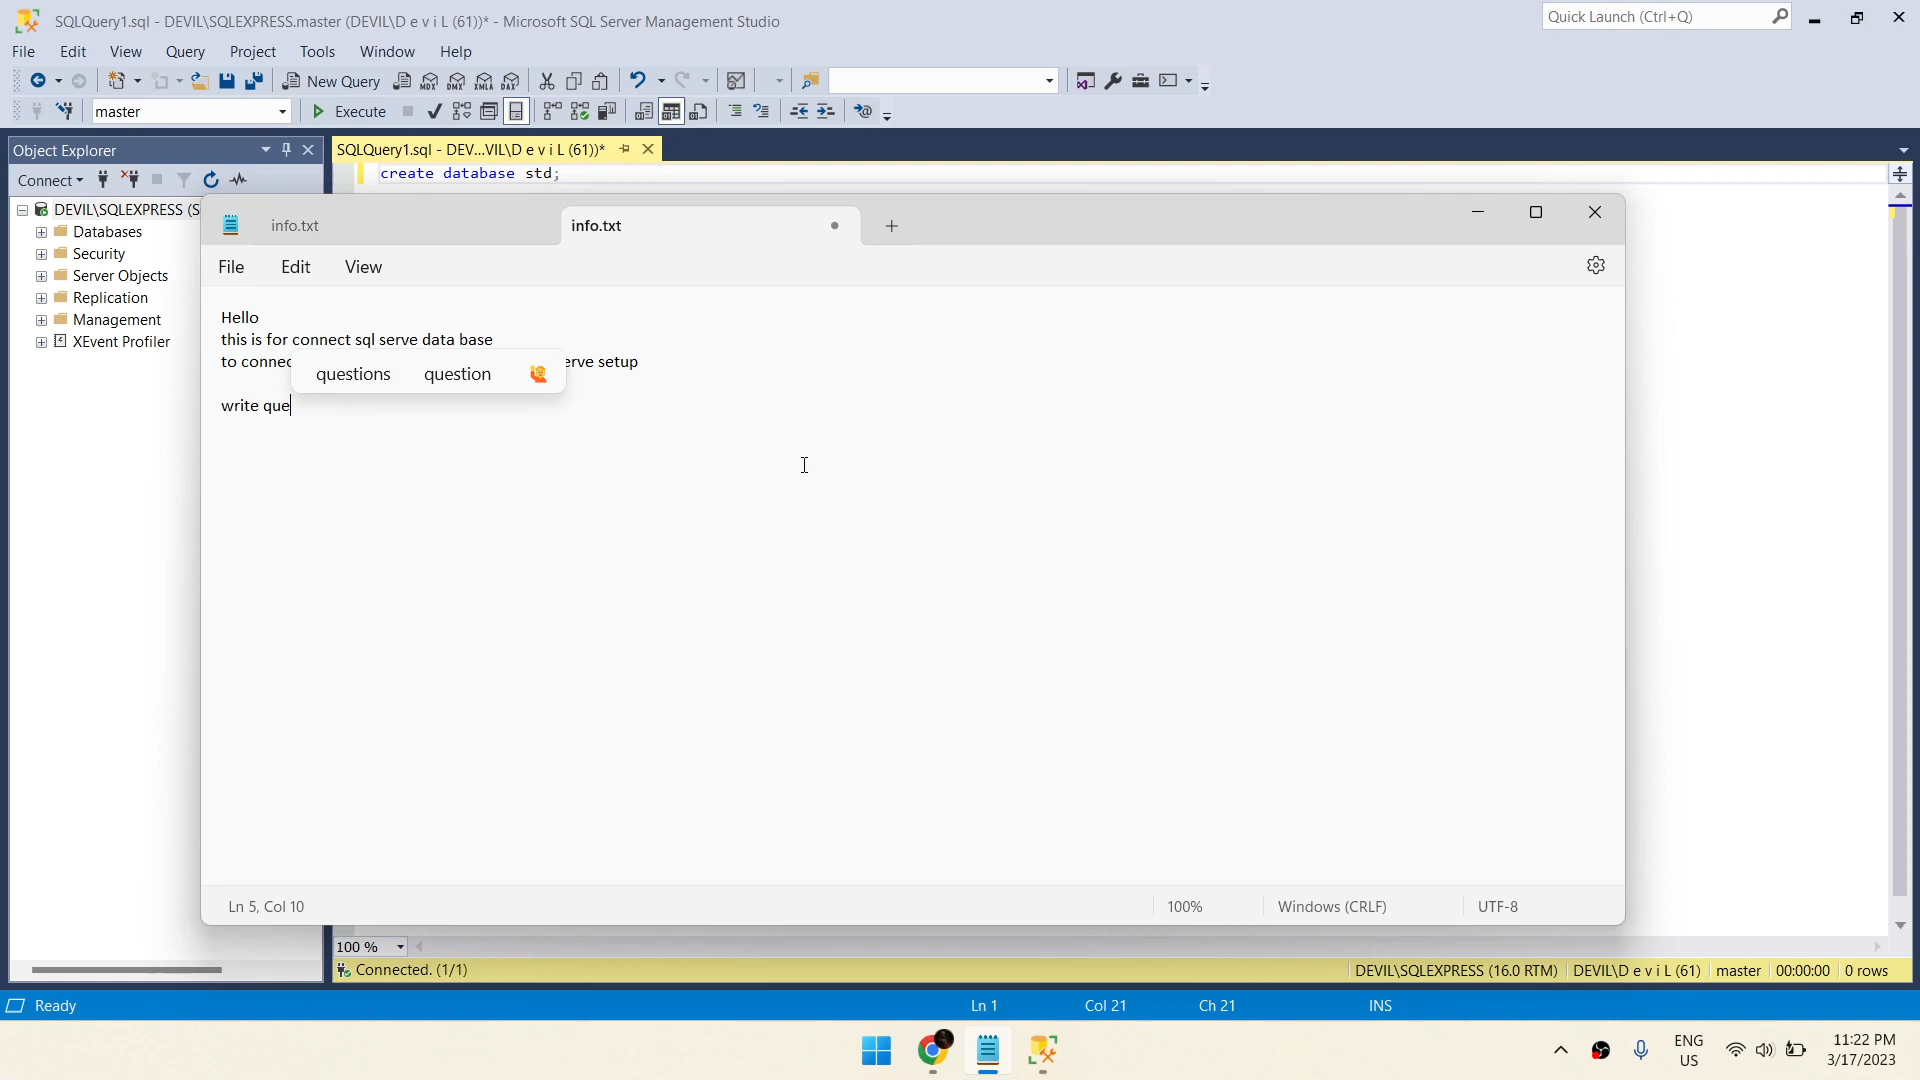 SQLQuery1.sql - DEVIL\SQLEXPRESS.master (DEVIL\D e v i L (61))* - Microsoft SQL Server Management Studio
Quick Launch (Ctrl+Q)
File Edit View Query Project Tools Window Help
New Query MDX DMX XMLA DAX
master Execute
Object Explorer
SQLQuery1.sql - DEV...VIL\D e v i L (61))*
Connect
create database std;
DEVIL\SQLEXPRESS (S
Databases
Security
Server Objects
Replication
Management
XEvent Profiler
info.txt
info.txt
File Edit View
Hello
this is for connect sql serve data base
to connec erve setup
questions question
write que
Ln 5, Col 10
100%
Windows (CRLF)
UTF-8
100 %
Connected. (1/1)
DEVIL\SQLEXPRESS (16.0 RTM) DEVIL\D e v i L (61) master 00:00:00 0 rows
Ready
Ln 1
Col 21
Ch 21
INS
ENG
US
11:22 PM
3/17/2023